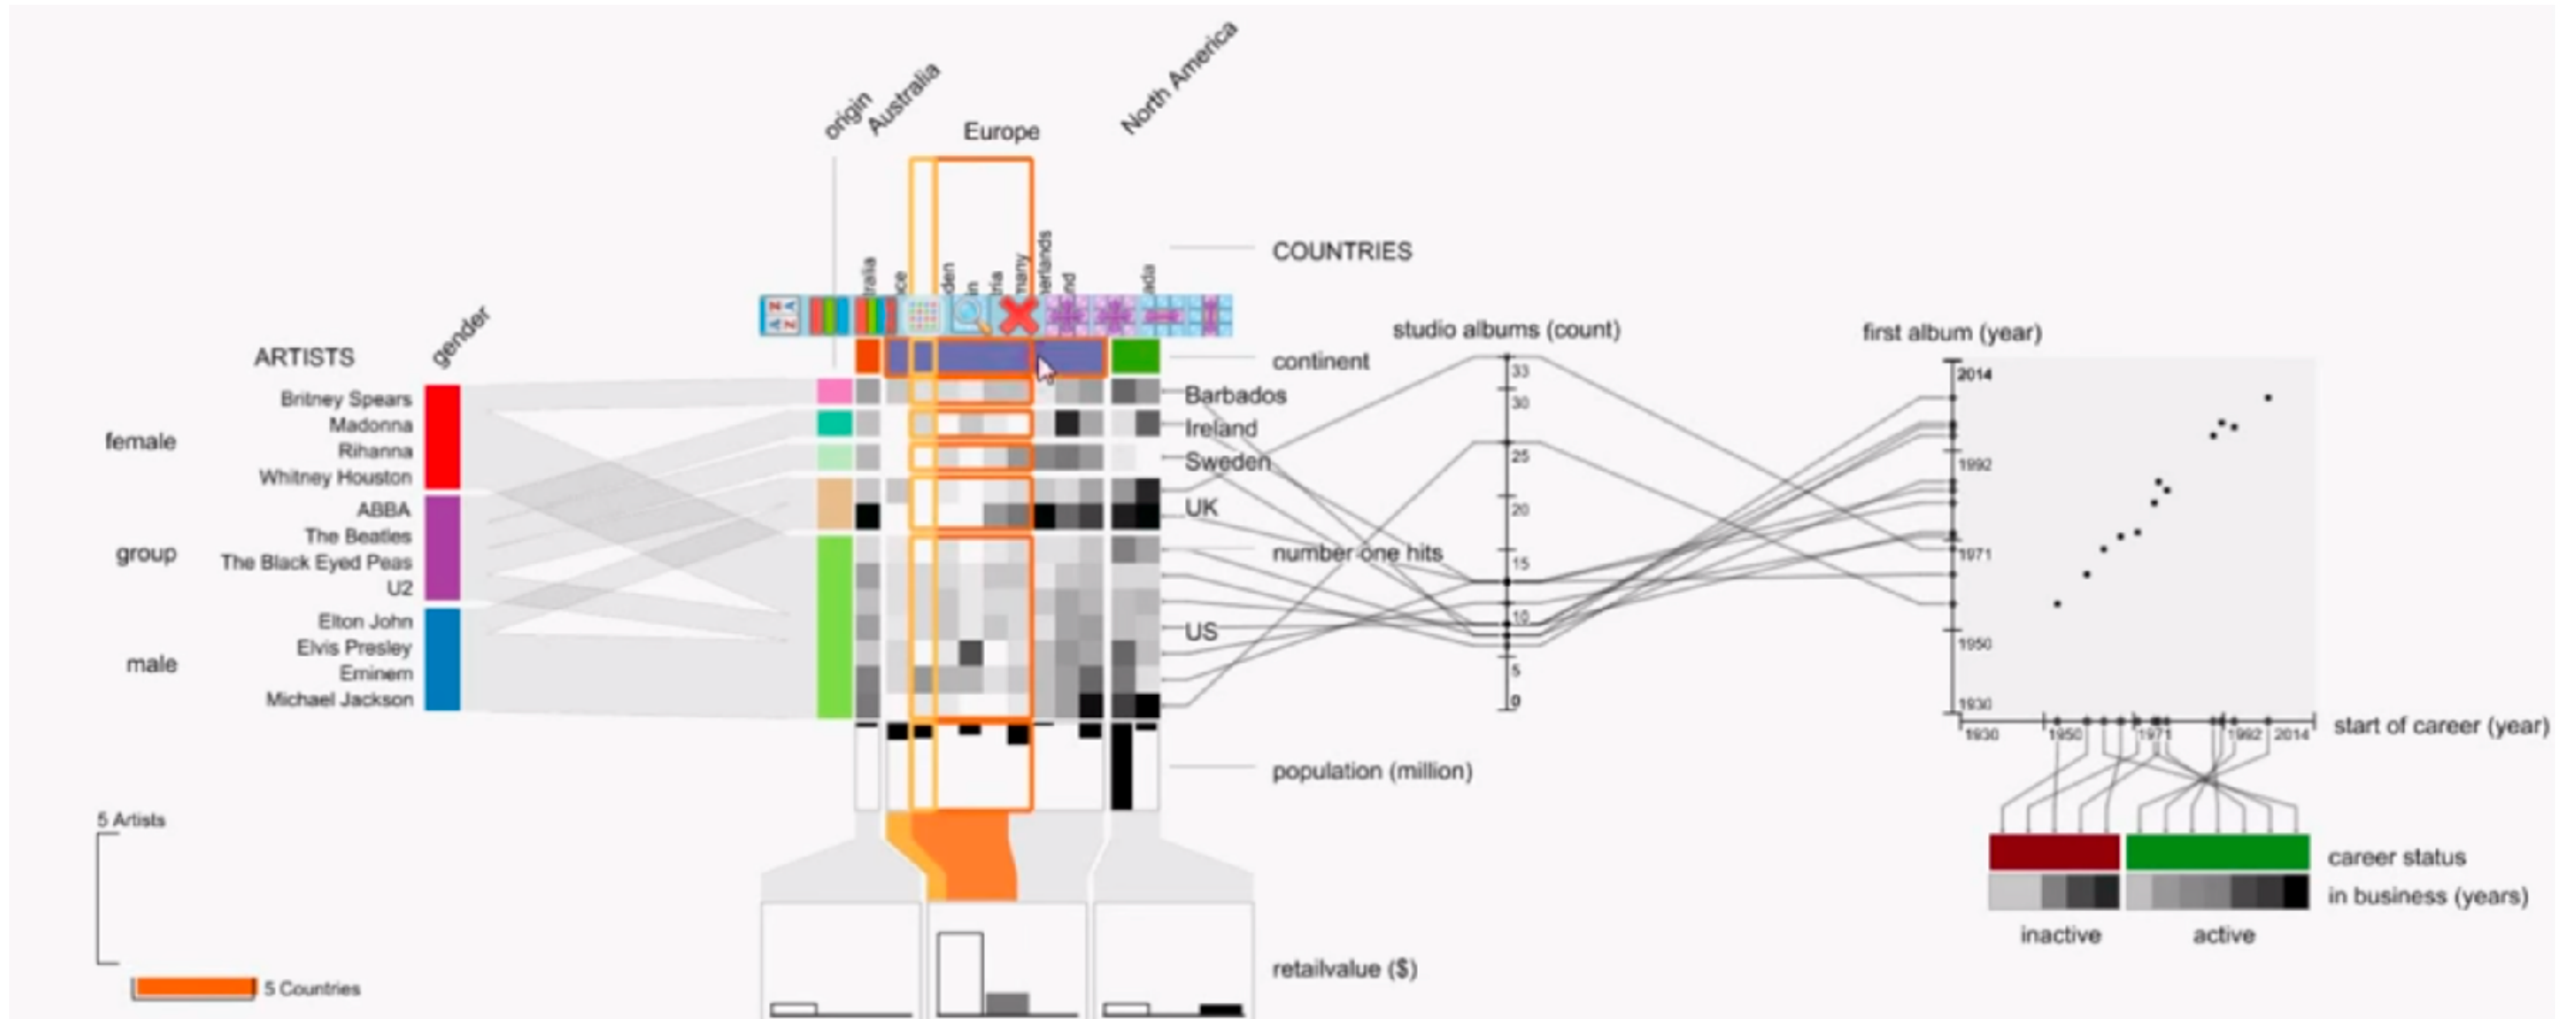 origin
Australia
Europe
North America
COUNTRIES
ARTISTS
gender
continent
studio albums (count)
first album (year)
Britney Spears
Madonna
Rihanna
Whitney Houston
female
ABBA
The Beatles
The Black Eyed Peas
U2
group
Elton John
Elvis Presley
Eminem
Michael Jackson
male
Barbados
Ireland
Sweden
UK
number one hits
US
population (million)
retailvalue ($)
33
30
25
20
15
10
5
0
2014
1992
1971
1950
1930
1930
1950
1971
1992
2014
start of career (year)
career status
in business (years)
inactive
active
5 Artists
5 Countries